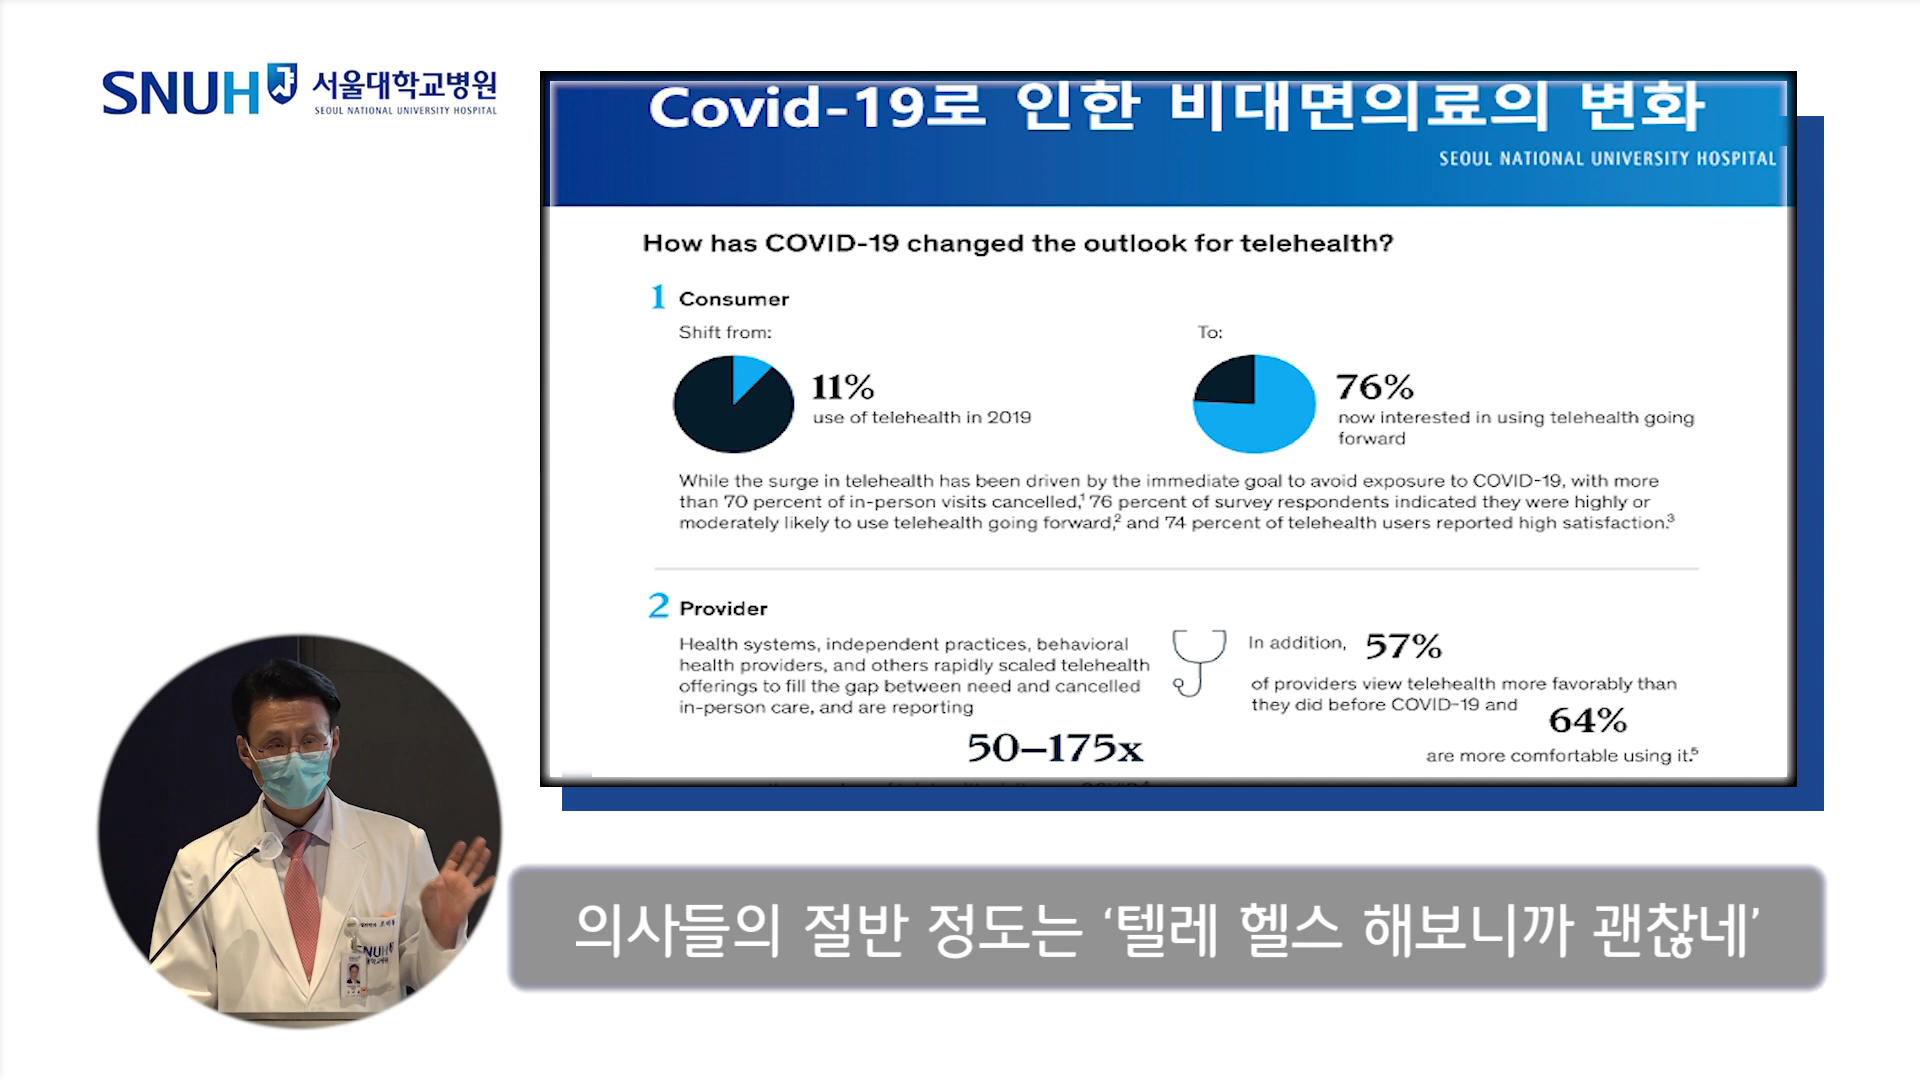 SNUH 서울대학교병원
SEOUL NATIONAL UNIVERSITY HOSPITAL
Covid-19로 인한 비대면의료의 변화
SEOUL NATIONAL UNIVERSITY HOSPITAL
How has COVID-19 changed the outlook for telehealth?
1 Consumer
Shift from:
11%
use of telehealth in 2019
To:
76%
now interested in using telehealth going
forward
While the surge in telehealth has been driven by the immediate goal to avoid exposure to COVID-19, with more
than 70 percent of in-person visits cancelled,¹ 76 percent of survey respondents indicated they were highly or
moderately likely to use telehealth going forward,² and 74 percent of telehealth users reported high satisfaction.³
2 Provider
Health systems, independent practices, behavioral
health providers, and others rapidly scaled telehealth
offerings to fill the gap between need and cancelled
in-person care, and are reporting
50–175x
In addition, 57%
of providers view telehealth more favorably than
they did before COVID-19 and
64%
are more comfortable using it.⁵
SNUH
의사들의 절반 정도는 ‘텔레 헬스 해보니까 괜찮네’